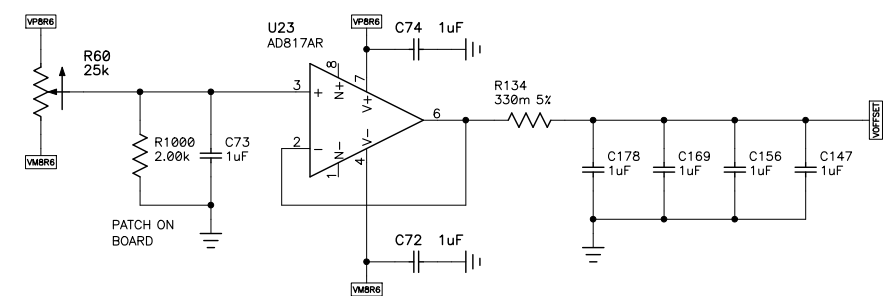 VP8R6
R60
25k
VM8R6
R1000
2.00k
C73
1uF
PATCH ON
BOARD
U23
AD817AR
VP8R6
C74 1uF
3
+
N+
8
7
V+
2
-
N-
1
V-
4
6
C72 1uF
VM8R6
R134
330m 5%
C178
1uF
C169
1uF
C156
1uF
C147
1uF
VOFFSET